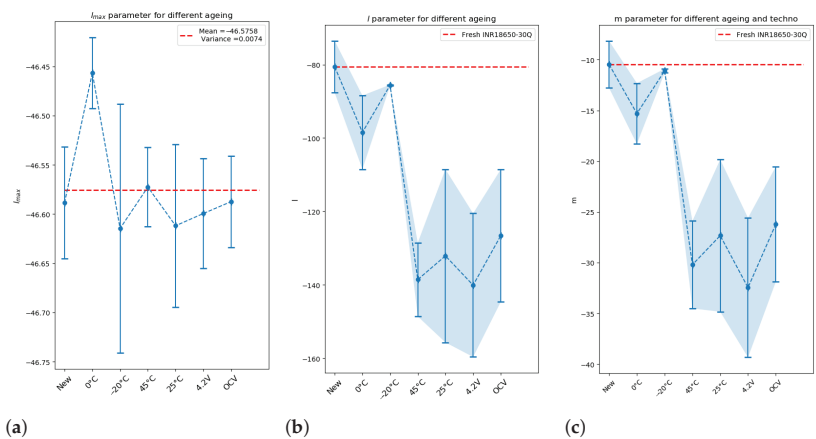 l_max parameter for different ageing
Mean = −46.5758
Variance =0.0074
−46.45
−46.50
−46.55
−46.60
−46.65
−46.70
−46.75
l_max
New
0°C
−20°C
45°C
25°C
4.2V
OCV
(a)
l parameter for different ageing
Fresh INR18650-30Q
−80
−100
−120
−140
−160
l
New
0°C
−20°C
45°C
25°C
4.2V
OCV
(b)
m parameter for different ageing and techno
Fresh INR18650-30Q
−10
−15
−20
−25
−30
−35
−40
m
New
0°C
−20°C
45°C
25°C
4.2V
OCV
(c)